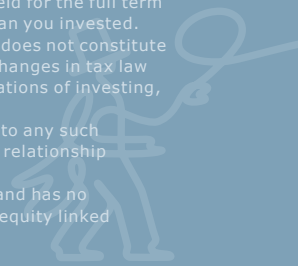 eld for the full term
an you invested.
does not constitute
hanges in tax law
ations of investing,
to any such
relationship
and has no
equity linked